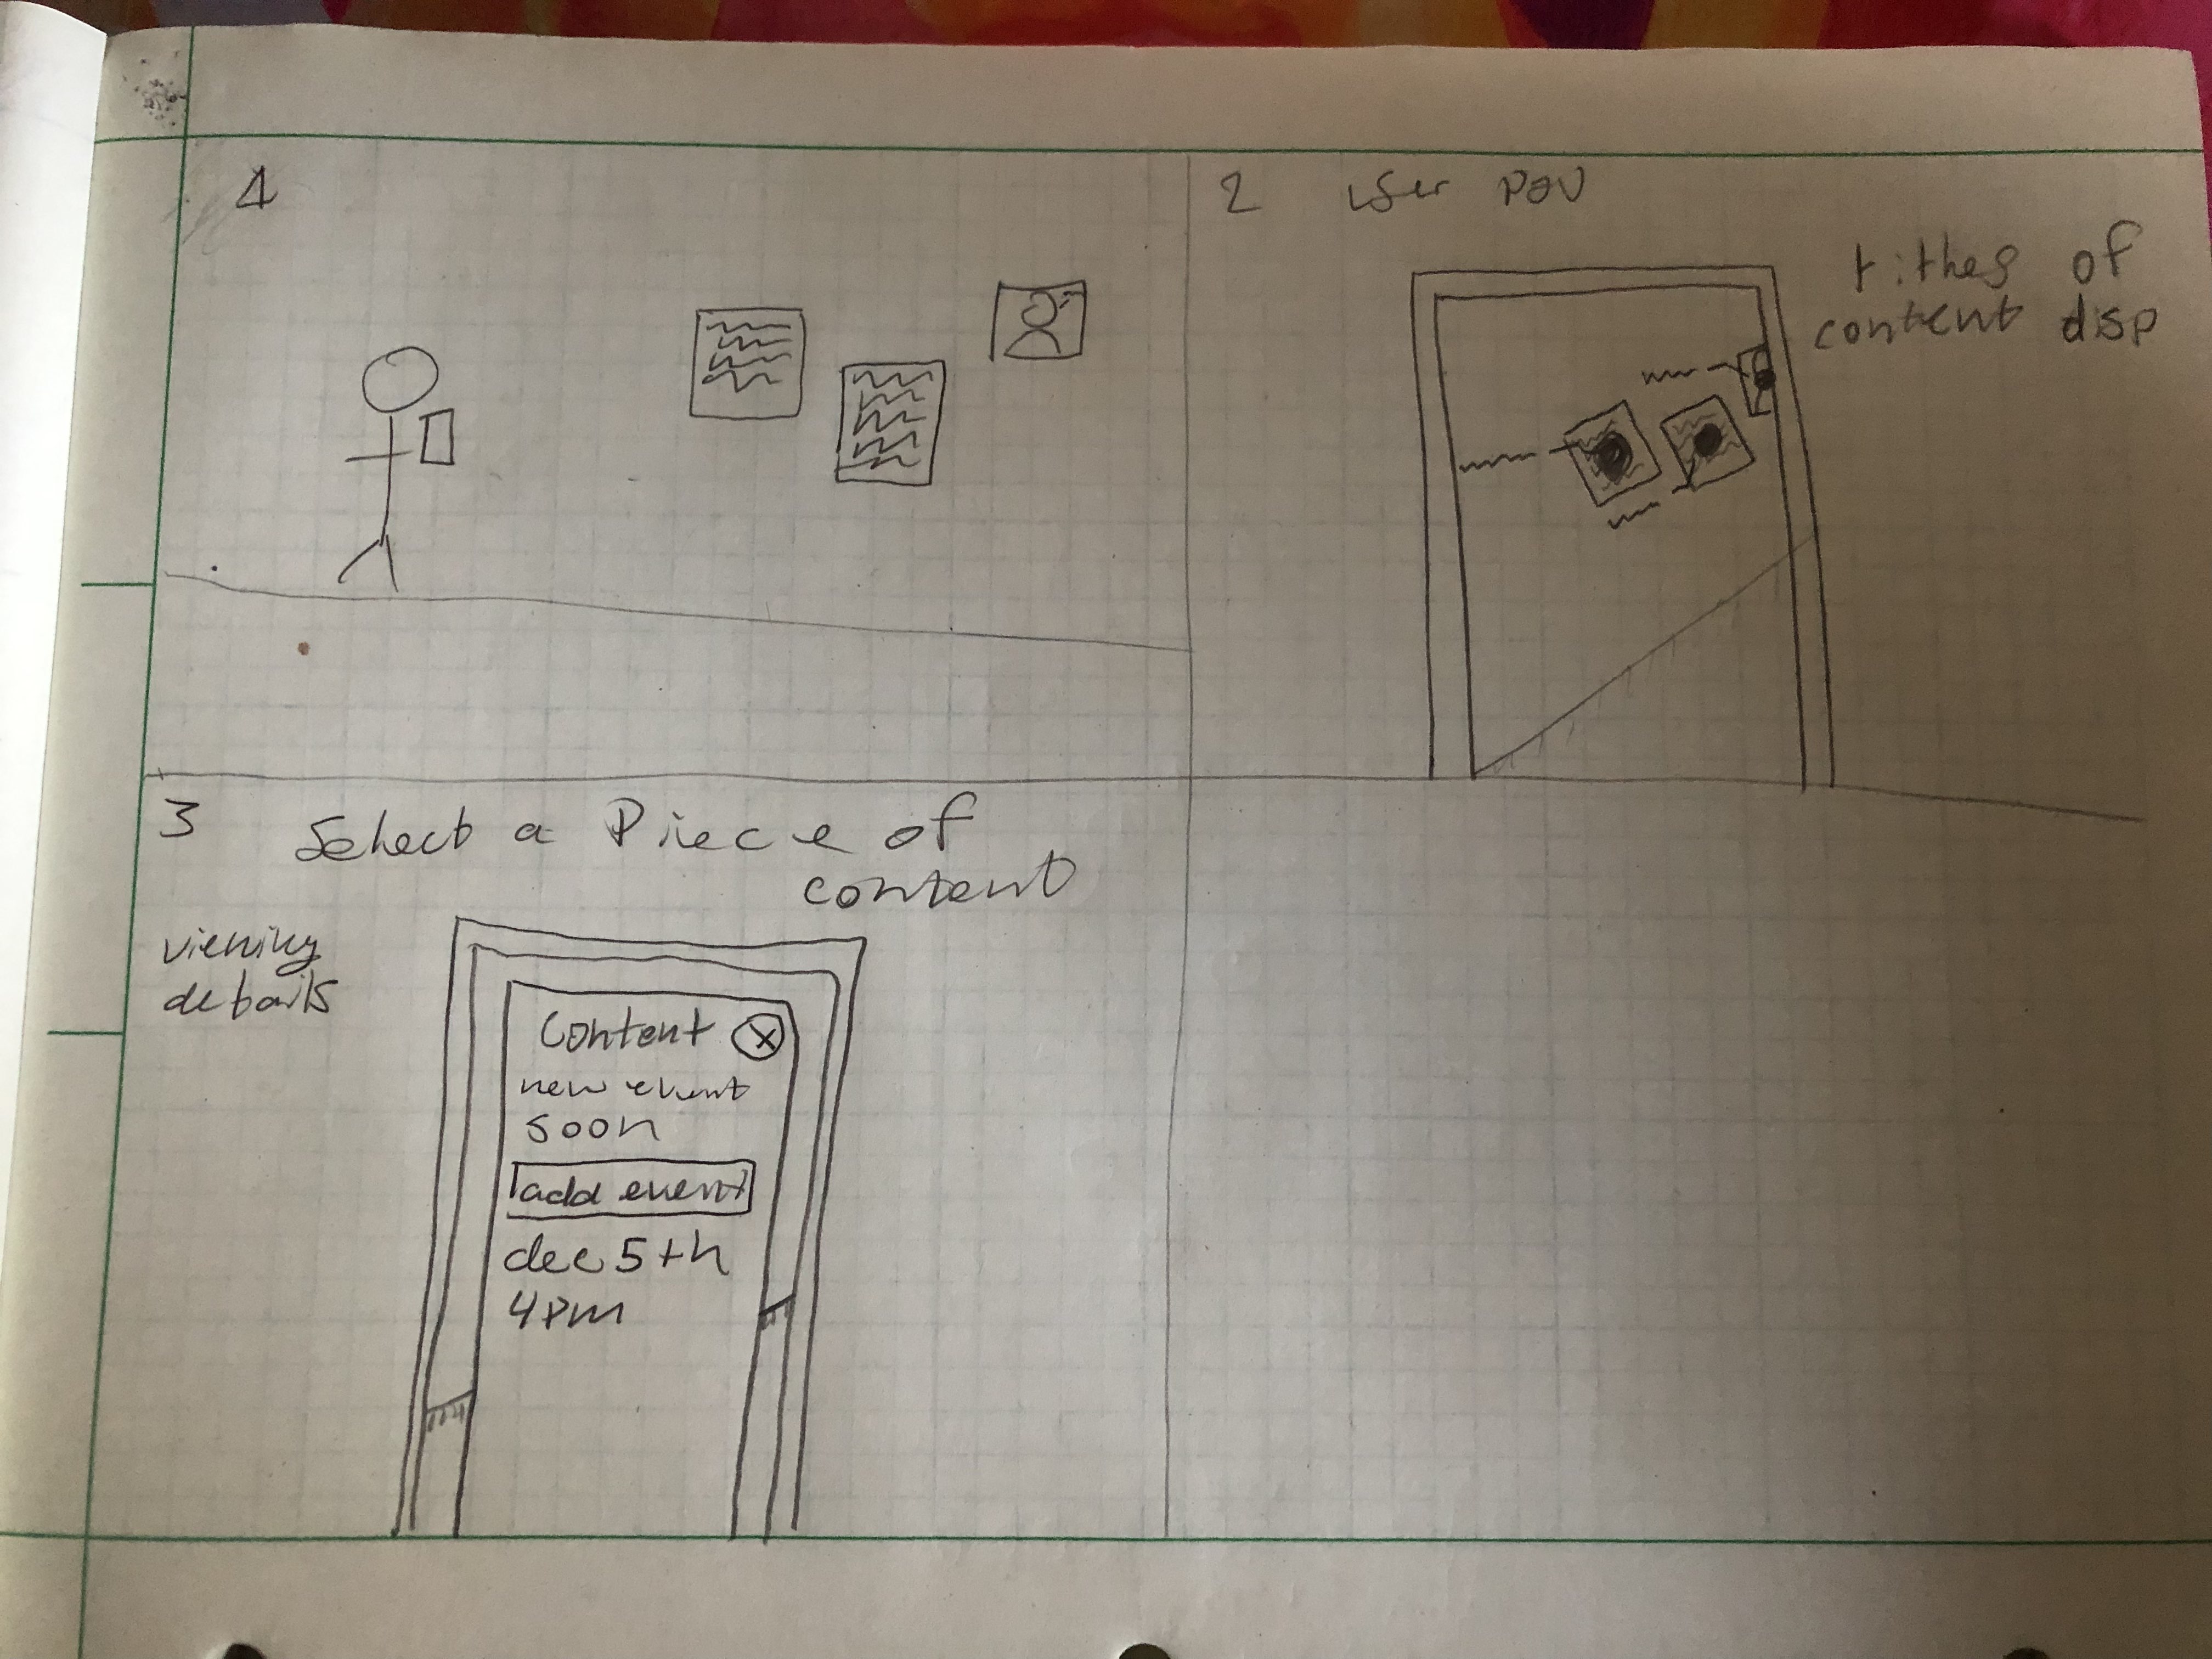 1
2 user POV
titles of
content disp
3 Select a Piece of
content
viewing
details
Content X
new event
soon
add event
dec 5th
4pm